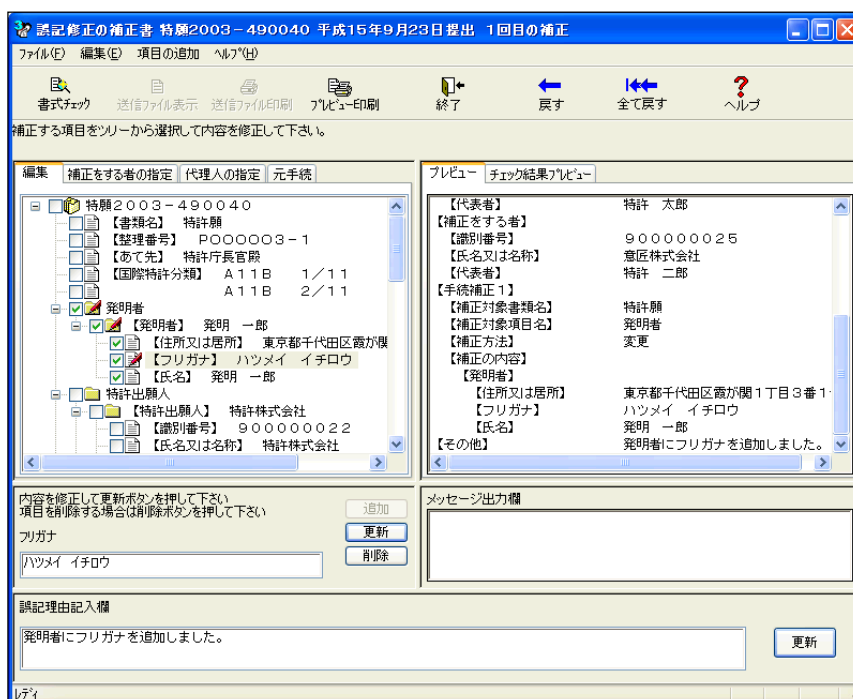 誤記修正の補正書 特願2003-490040 平成15年9月23日提出 1回目の補正
ファイル(F) 編集(E) 項目の追加 ヘルプ(H)
書式チェック 送信ファイル表示 送信ファイル印刷 プレビュー印刷 終了 戻す 全て戻す ヘルプ
補正する項目をツリーから選択して内容を修正して下さい。
編集 補正をする者の指定 代理人の指定 元手続
特願2003-490040
【書類名】 特許願
【整理番号】 PO00003-1
【あて先】 特許庁長官殿
【国際特許分類】 A11B 1/11
A11B 2/11
発明者
【発明者】 発明 一郎
【住所又は居所】 東京都千代田区霞が関
【フリガナ】 ハツメイ イチロウ
【氏名】 発明 一郎
特許出願人
【特許出願人】 特許株式会社
【識別番号】 900000022
【氏名又は名称】 特許株式会社
プレビュー チェック結果プレビュー
【代表者】 特許 太郎
【補正をする者】
【識別番号】 900000025
【氏名又は名称】 意匠株式会社
【代表者】 特許 二郎
【手続補正1】
【補正対象書類名】 特許願
【補正対象項目名】 発明者
【補正方法】 変更
【補正の内容】
【発明者】
【住所又は居所】 東京都千代田区霞が関1丁目3番1
【フリガナ】 ハツメイ イチロウ
【氏名】 発明 一郎
【その他】 発明者にフリガナを追加しました。
内容を修正して更新ボタンを押して下さい
項目を削除する場合は削除ボタンを押して下さい
追加
フリガナ
更新
ハツメイ イチロウ
削除
メッセージ出力欄
誤記理由記入欄
発明者にフリガナを追加しました。
更新
レディ